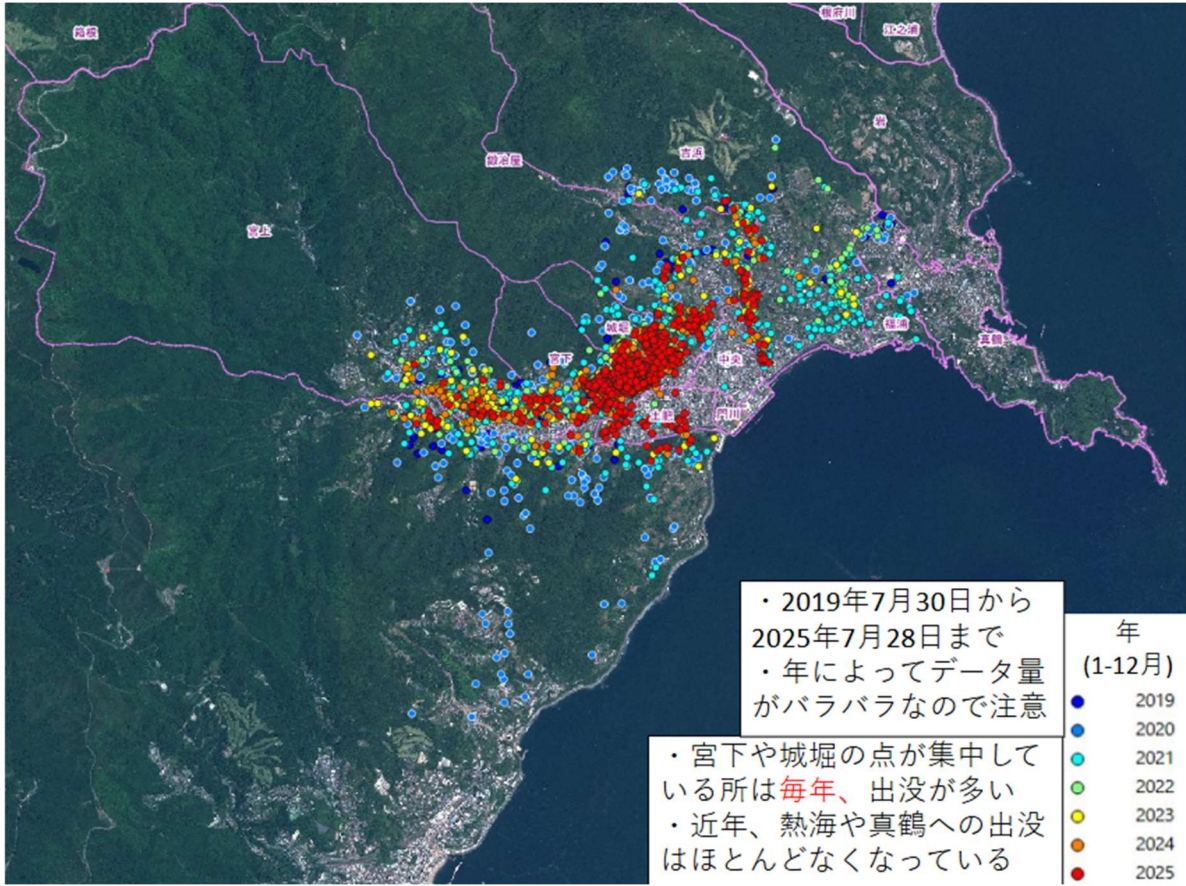 箱根
根府川
江之浦
岩
吉浜
鍛冶屋
宮上
城堀
福浦
真鶴
宮下
中央
土肥
門川
・2019年7月30日から
2025年7月28日まで
・年によってデータ量
がバラバラなので注意
年
(1-12月)
2019
2020
2021
2022
2023
2024
2025
・宮下や城堀の点が集中して
いる所は毎年、出没が多い
・近年、熱海や真鶴への出没
はほとんどなくなっている